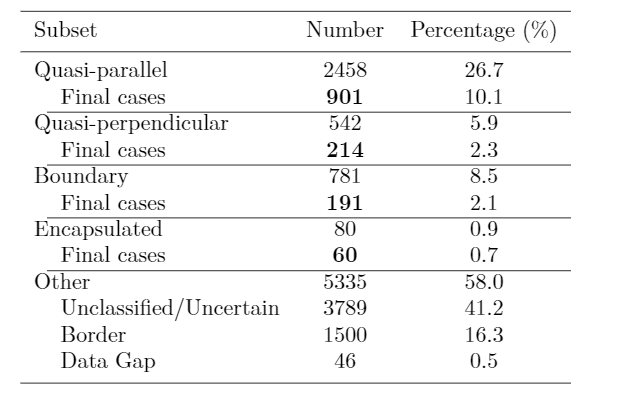 Subset Number Percentage (%)
Quasi-parallel 2458 26.7
Final cases 901 10.1
Quasi-perpendicular 542 5.9
Final cases 214 2.3
Boundary 781 8.5
Final cases 191 2.1
Encapsulated 80 0.9
Final cases 60 0.7
Other 5335 58.0
Unclassified/Uncertain 3789 41.2
Border 1500 16.3
Data Gap 46 0.5